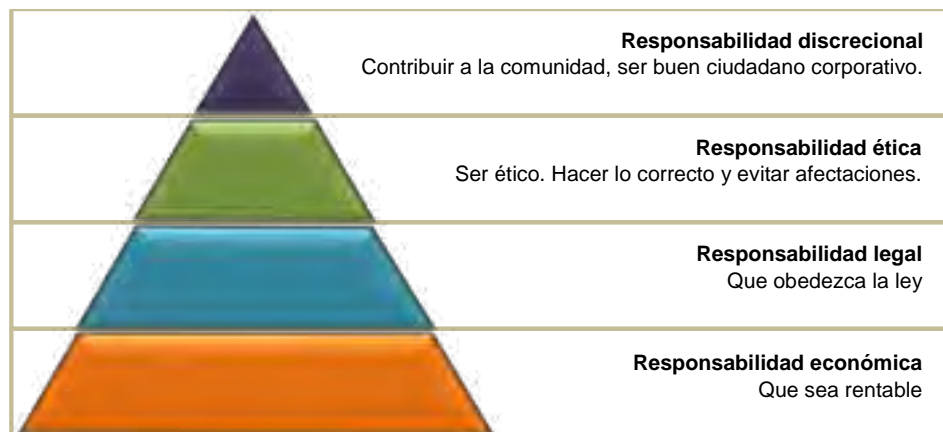 Responsabilidad discrecional
Contribuir a la comunidad, ser buen ciudadano corporativo.
Responsabilidad ética
Ser ético. Hacer lo correcto y evitar afectaciones.
Responsabilidad legal
Que obedezca la ley
Responsabilidad económica
Que sea rentable